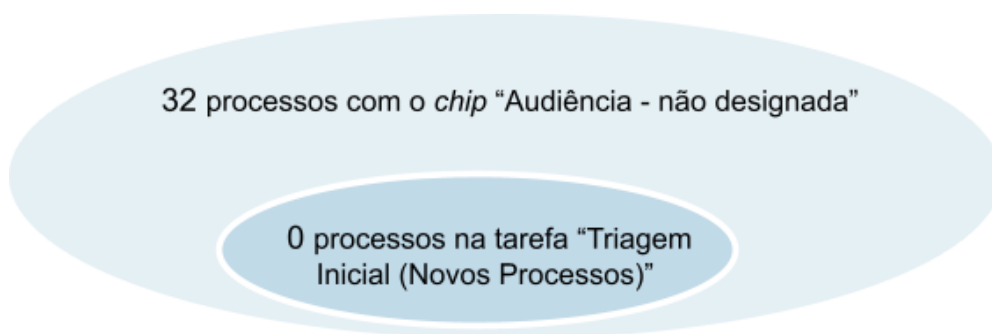 32 processos com o chip “Audiência - não designada”
0 processos na tarefa “Triagem
Inicial (Novos Processos)”